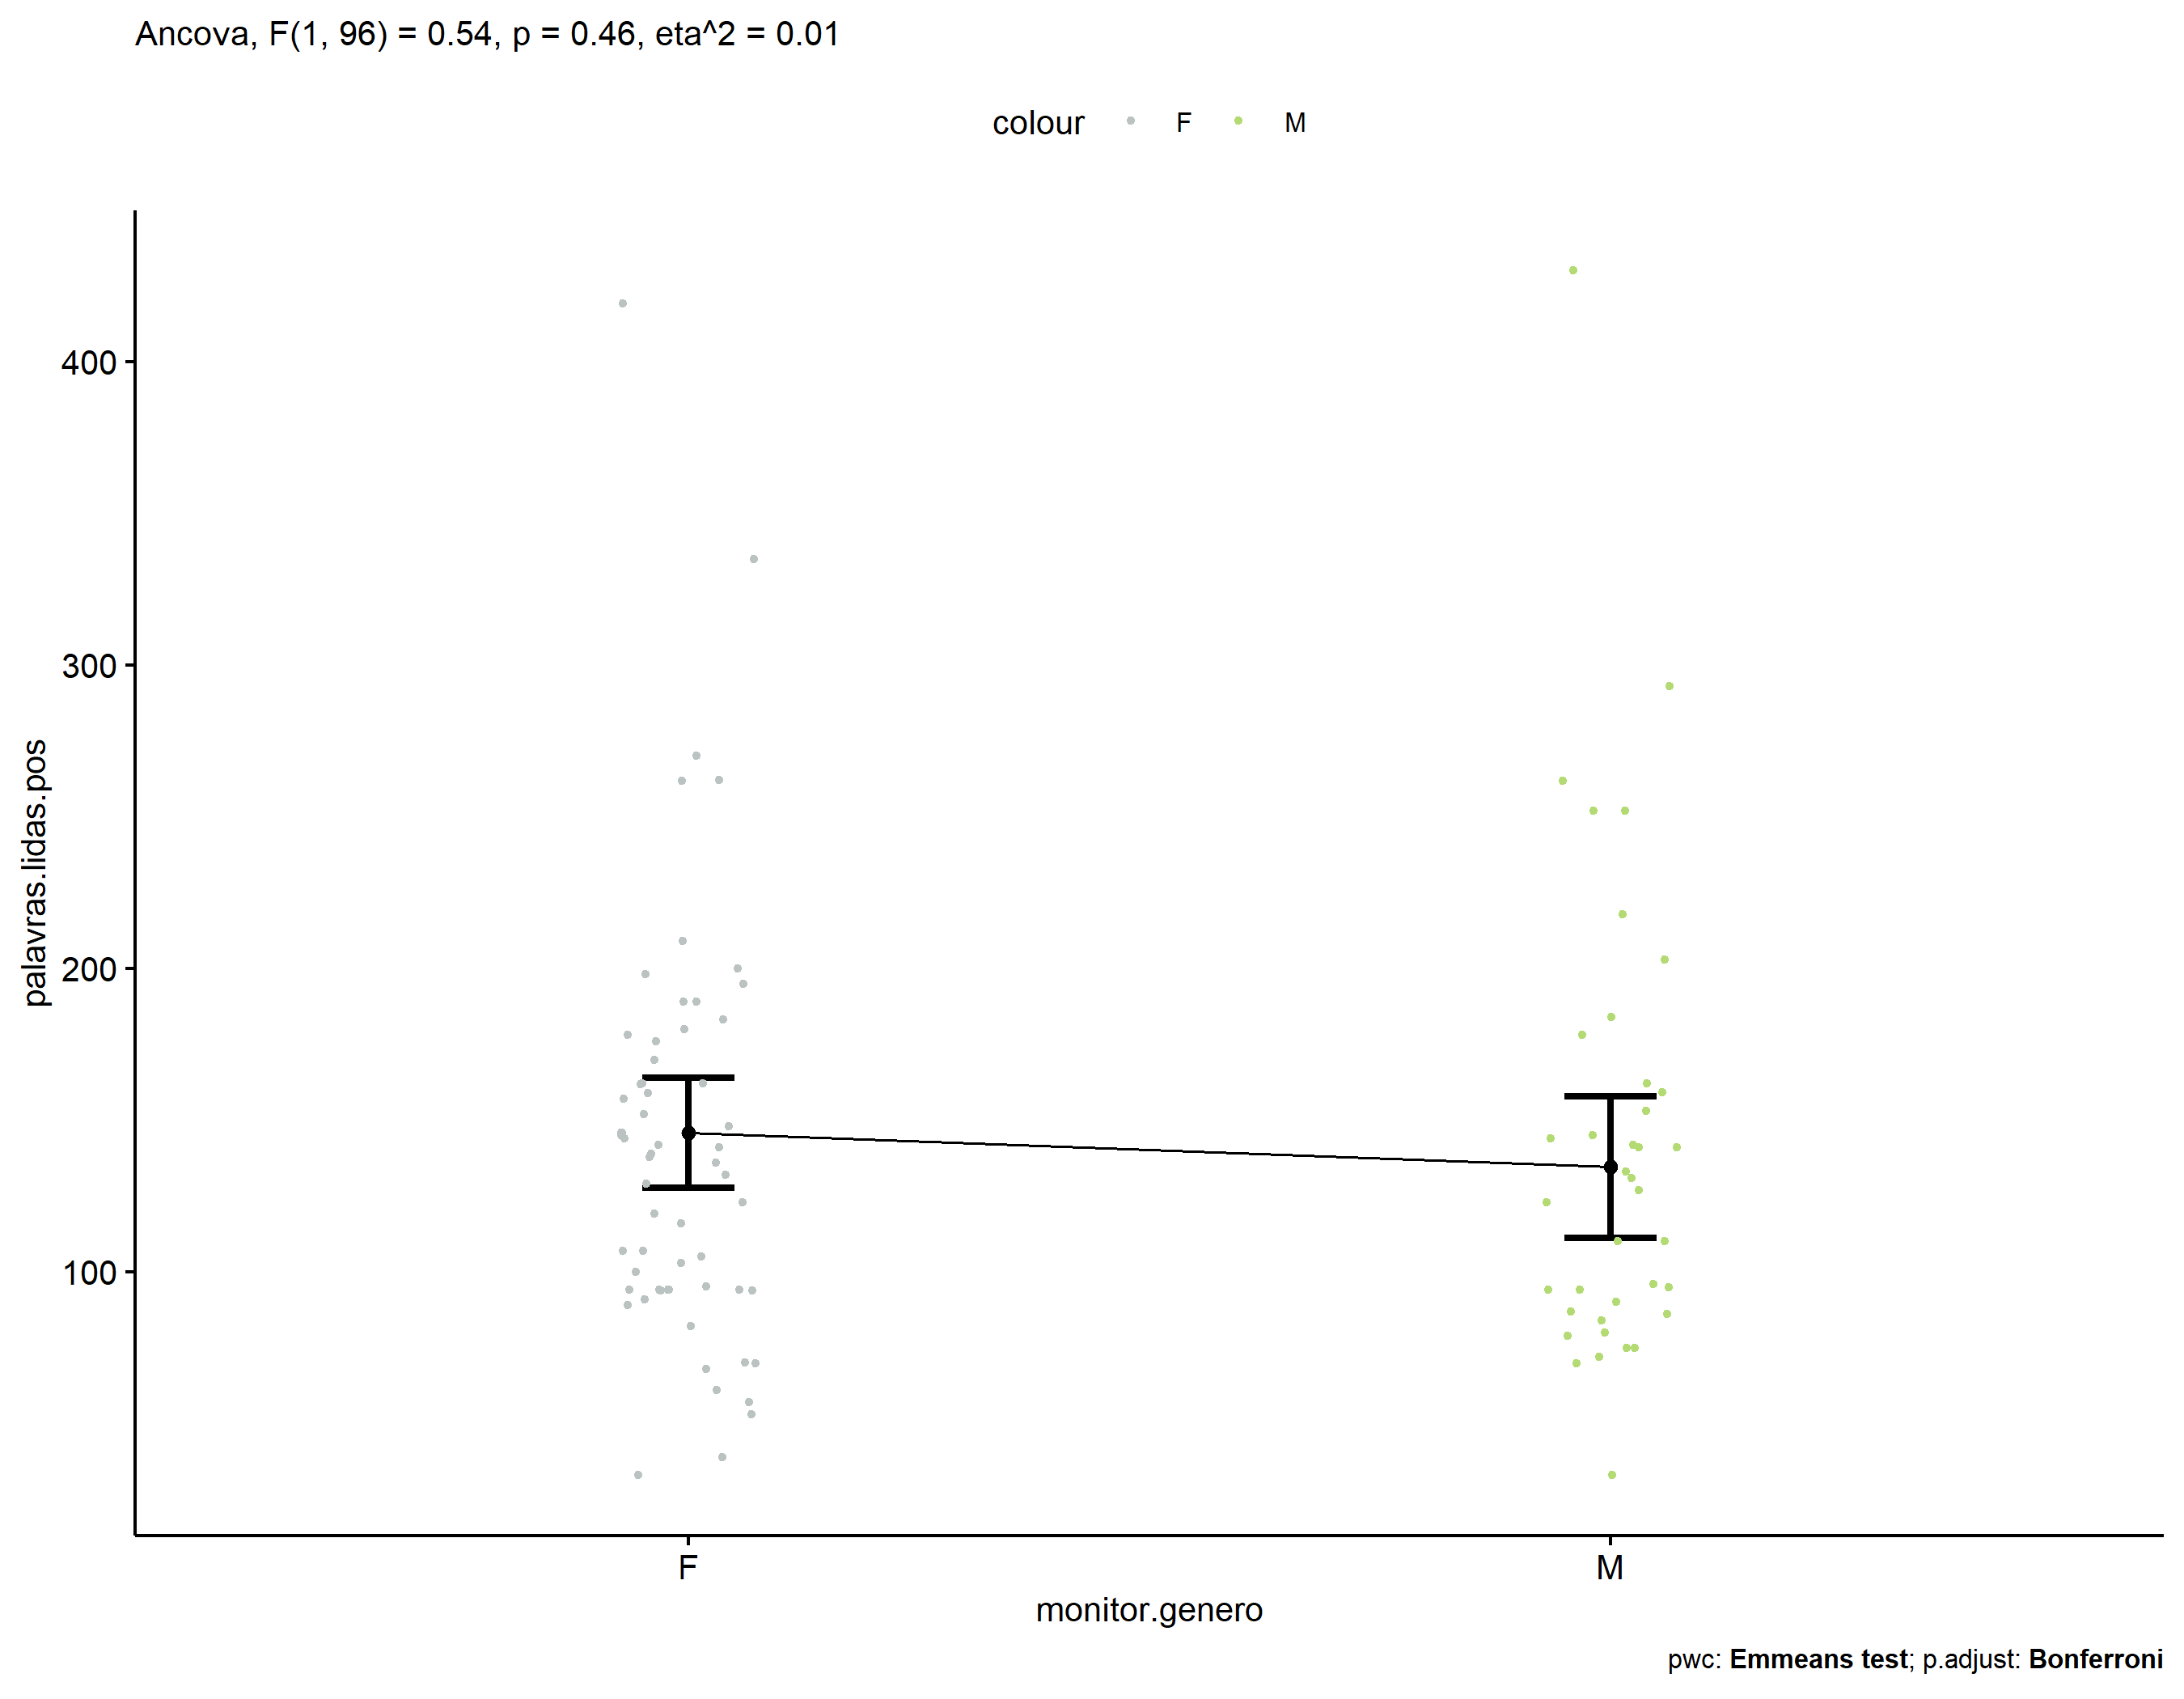 Ancova, F(1, 96) = 0.54, p = 0.46, eta^2 = 0.01
colour F M
400
300
200
100
palavras.lidas.pos
F M
monitor.genero
pwc: Emmeans test; p.adjust: Bonferroni